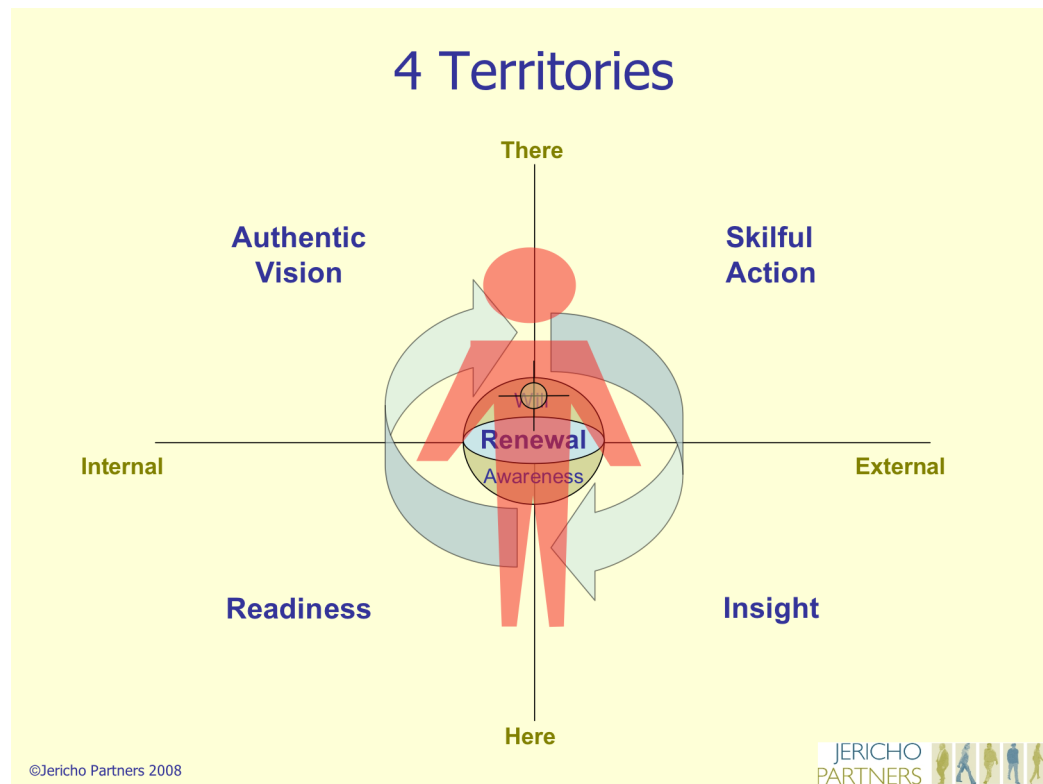 4 Territories
There
Authentic
Vision
Skilful
Action
Will
Renewal
Awareness
Internal
External
Readiness
Insight
Here
©Jericho Partners 2008
JERICHO
PARTNERS